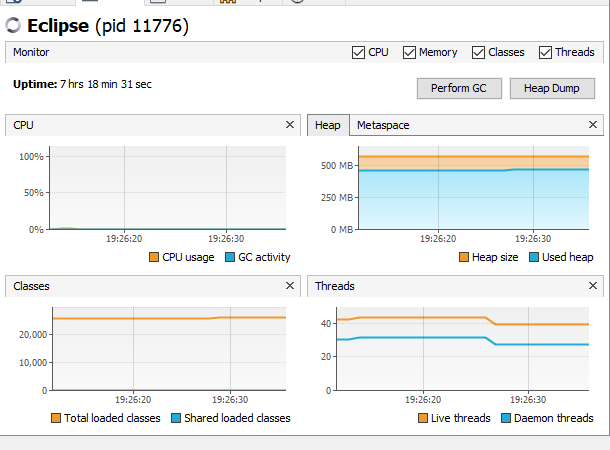 Eclipse (pid 11776)
Monitor
CPU
Memory
Classes
Threads
Uptime: 7 hrs 18 min 31 sec
Perform GC
Heap Dump
CPU
100%
50%
0%
19:26:20
19:26:30
CPU usage
GC activity
Heap
Metaspace
500 MB
250 MB
0 MB
19:26:20
19:26:30
Heap size
Used heap
Classes
20,000
10,000
0
19:26:20
19:26:30
Total loaded classes
Shared loaded classes
Threads
40
20
0
19:26:20
19:26:30
Live threads
Daemon threads